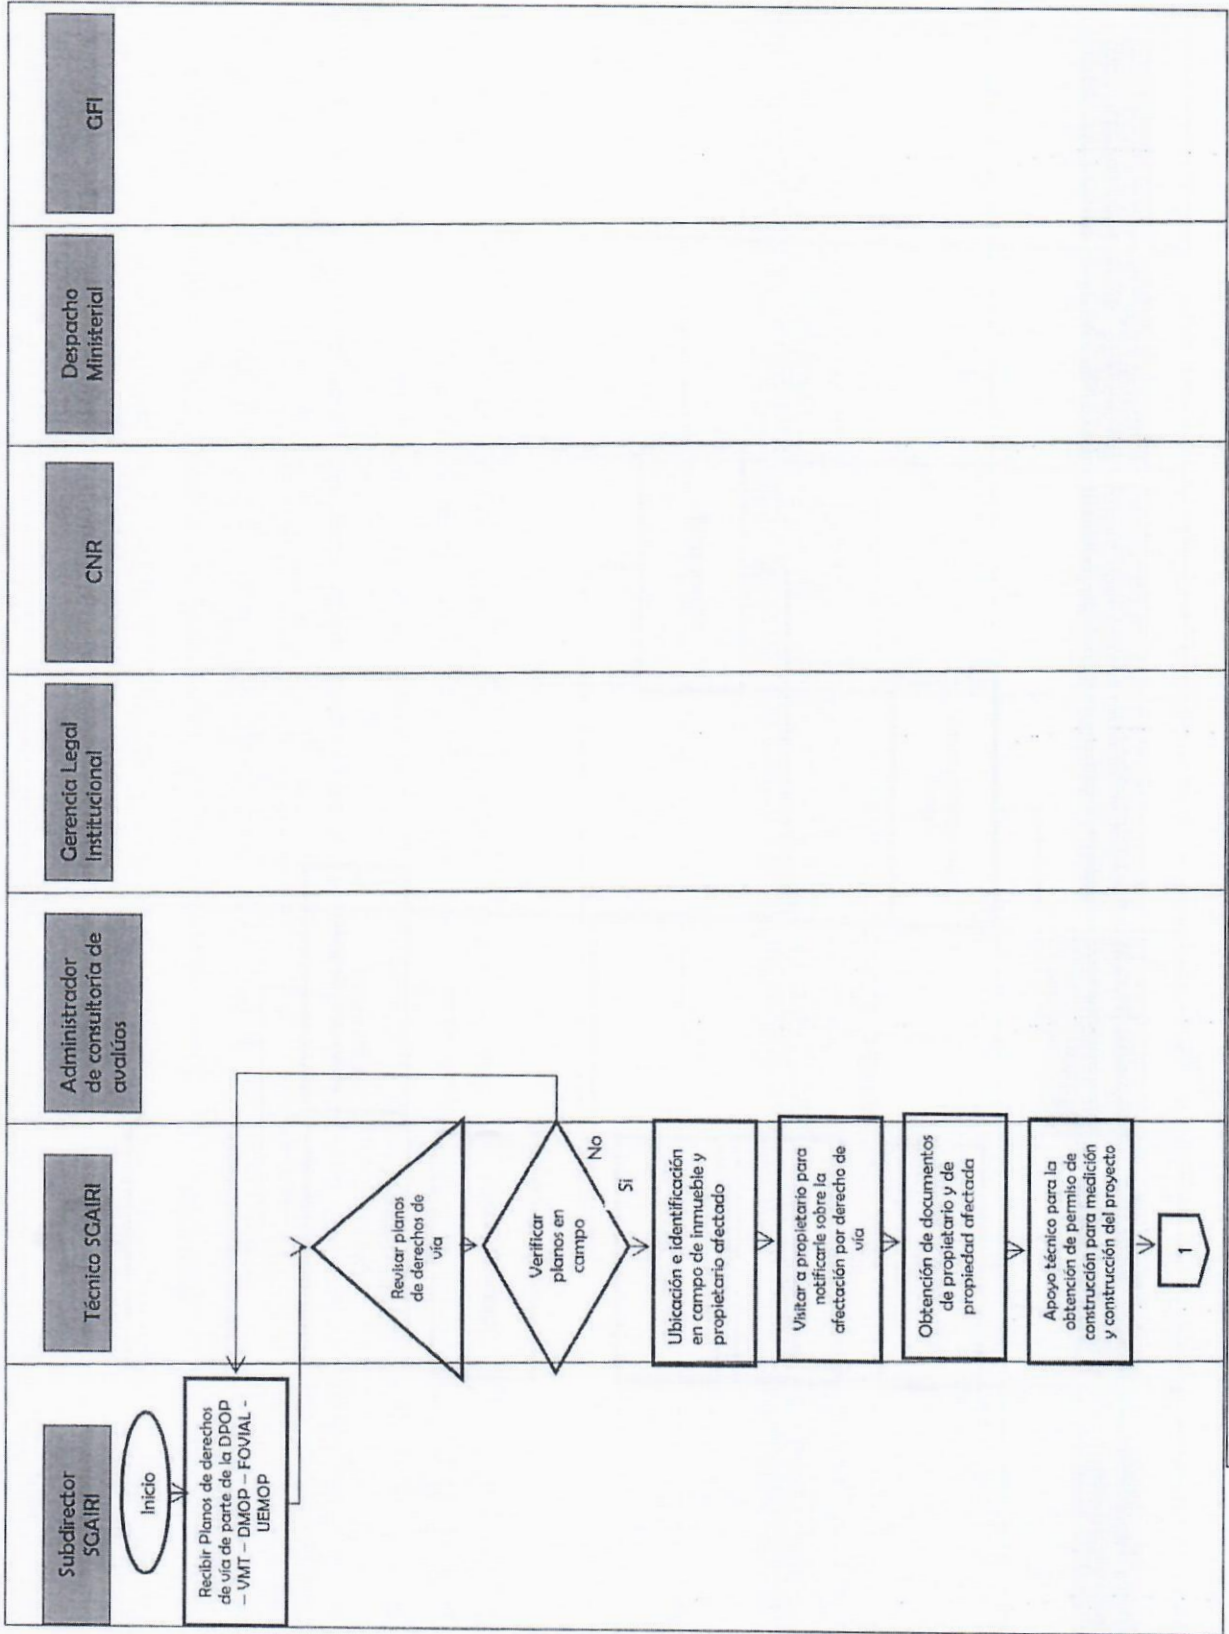 Subdirector
SGAIRI
Técnico SGAIRI
Administrador
de consultoría de
avalúos
Gerencia Legal
Institucional
CNR
Despacho
Ministerial
GFI
Inicio
Recibir Planos de derechos
de vía de parte de la DPOP
– VMT – DMOP – FOVIAL –
UEMOP
Revisar planos
de derechos de
vía
Verificar
planos en
campo
No
Si
Ubicación e identificación
en campo de inmueble y
propietario afectado
Visitar a propietario para
notificarle sobre la
afectación por derecho de
vía
Obtención de documentos
de propietario y de
propiedad afectada
Apoyo técnico para la
obtención de permiso de
construcción para medición
y construcción del proyecto
1